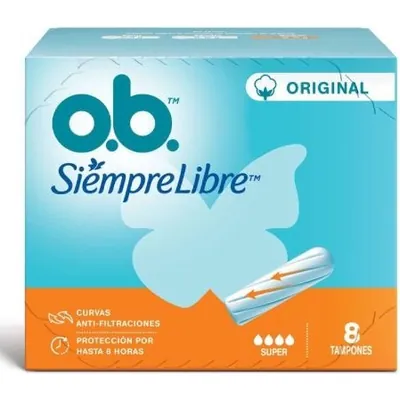 o.b.™
ORIGINAL
SiempreLibre™
CURVAS
ANTI-FILTRACIONES
PROTECCIÓN POR
HASTA 8 HORAS
SUPER
8
TAMPONES